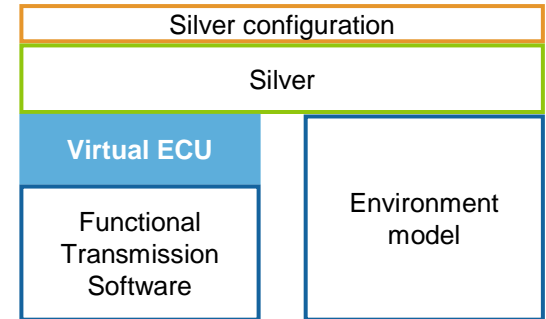 Silver configuration
Silver
Virtual ECU
Functional
Transmission
Software
Environment
model